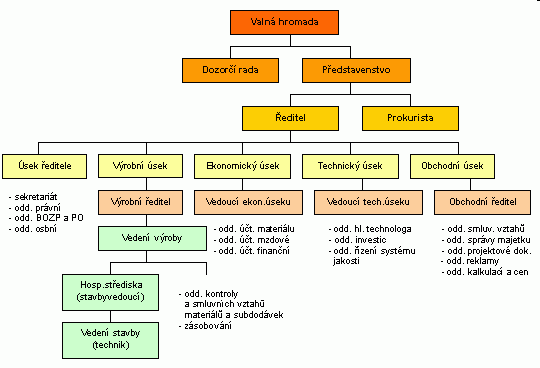 Valná hromada
Dozorčí rada
Představenstvo
Ředitel
Prokurista
Úsek ředitele
Výrobní úsek
Ekonomický úsek
Technický úsek
Obchodní úsek
Výrobní ředitel
Vedoucí ekon.úseku
Vedoucí tech.úseku
Obchodní ředitel
- sekretariát
- odd. právní
- odd. BOZP a PO
- odd. osbní
Vedení výroby
- odd. účt. materiálu
- odd. účt. mzdové
- odd. účt. finanční
- odd. hl. technologa
- odd. investic
- odd. řízení systému
jakosti
- odd. smluv. vztahů
- odd. správy majetku
- odd. projektové dok.
- odd. reklamy
- odd. kalkulací a cen
Hosp.střediska
(stavbyvedoucí)
- odd. kontroly
a smluvních vztahů
materiálů a subdodávek
- zásobování
Vedení stavby
(technik)